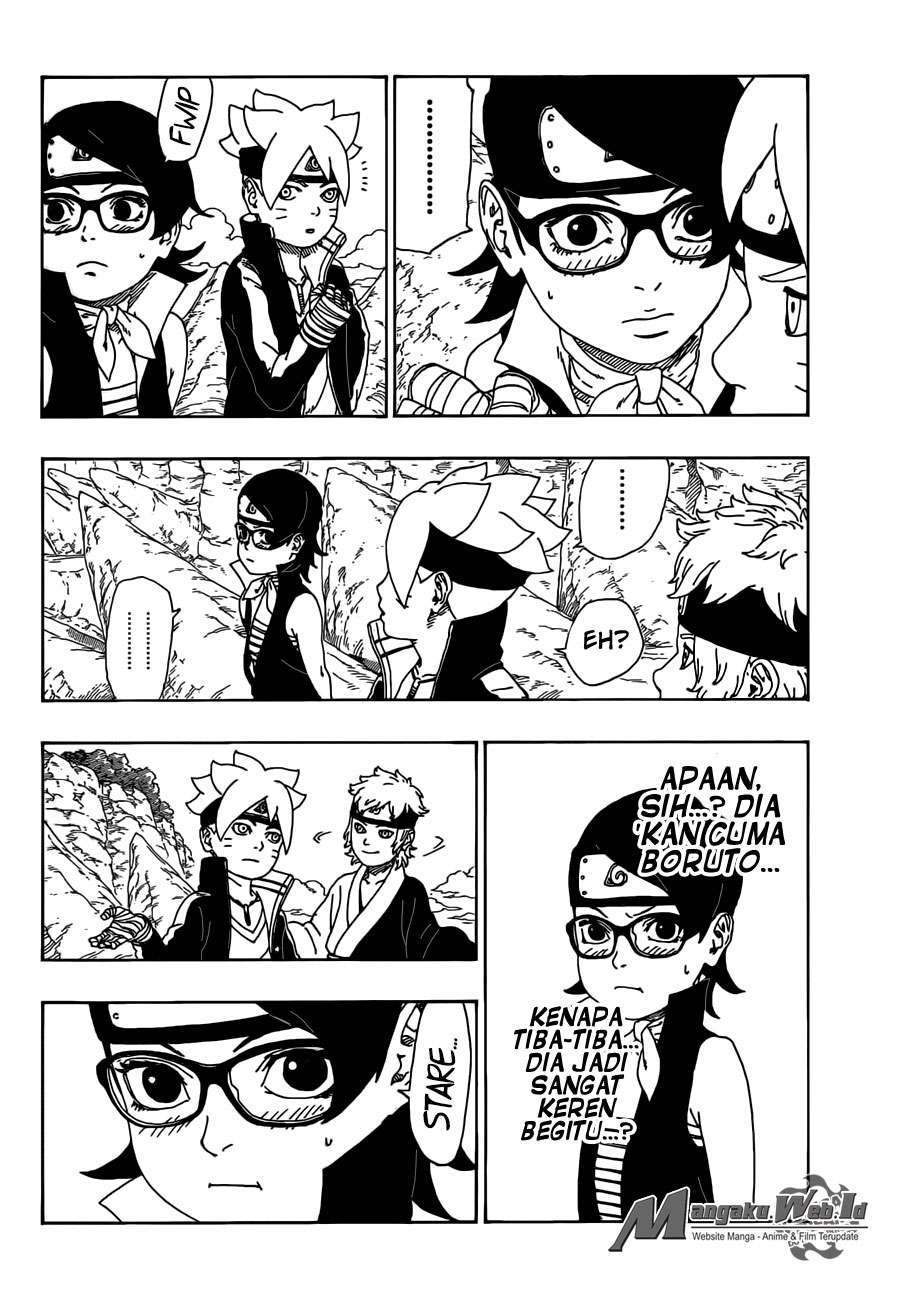 ...........
FWIP
......
EH?
........
APAAN,
SIH...? DIA
'KAN CUMA
BORUTO...
KENAPA
TIBA-TIBA...
DIA JADI
SANGAT
KEREN
BEGITU...?
STARE...
Mangaku.Web.Id
Website Manga - Anime & Film Terupdate